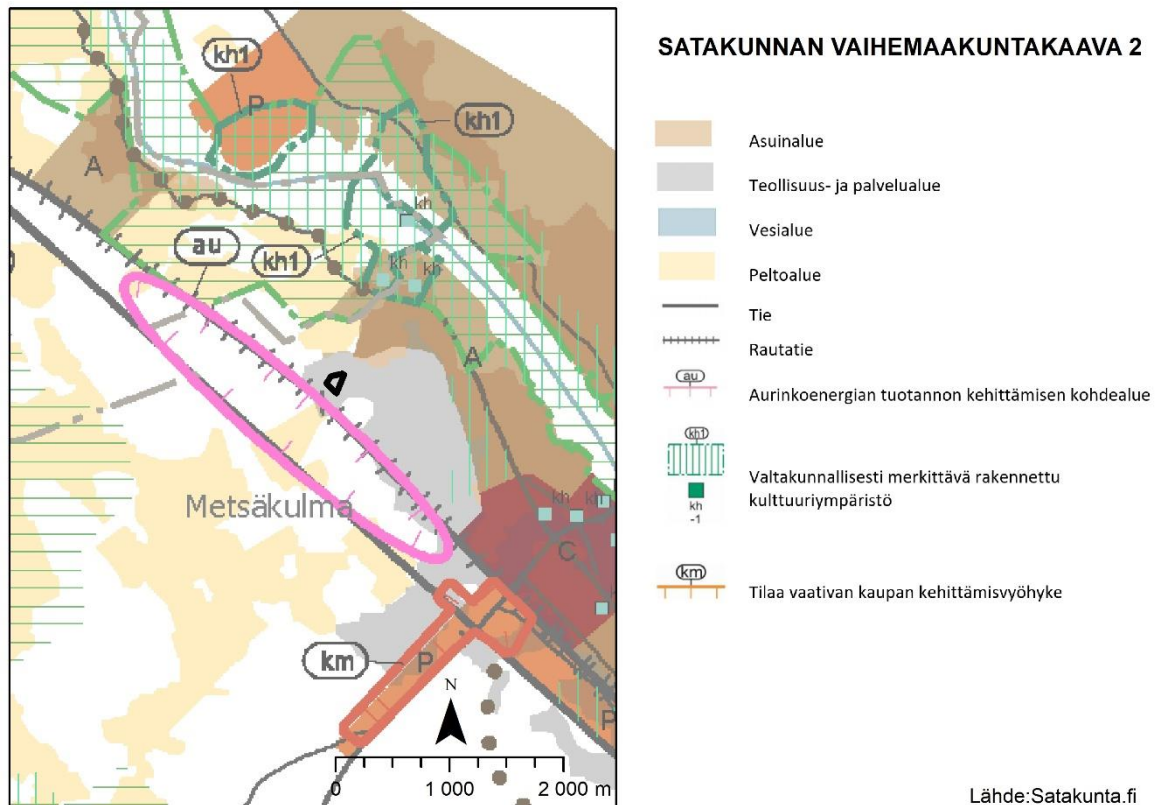 kh1
P
kh1
A
kh
au
kh1
kh
kh
A
Metsäkulma
kh
kh
C
km
P
N
P
0
1 000
2 000 m
SATAKUNNAN VAIHEMAAKUNTAKAAVA 2
Asuinalue
Teollisuus- ja palvelualue
Vesialue
Peltoalue
Tie
Rautatie
au
Aurinkoenergian tuotannon kehittämisen kohdealue
kh1
Valtakunnallisesti merkittävä rakennettu
kulttuuriympäristö
kh
-1
km
Tilaa vaativan kaupan kehittämisvyöhyke
Lähde:Satakunta.fi